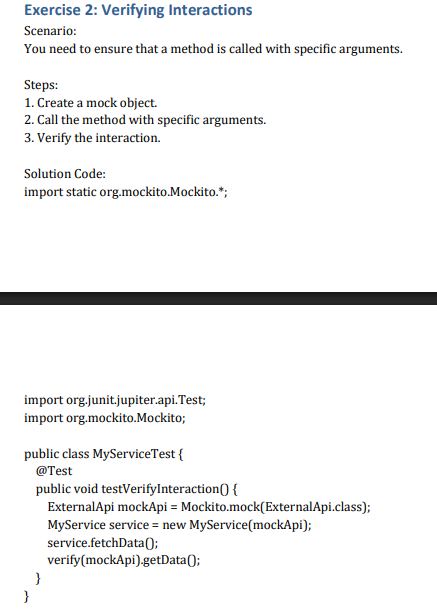 Exercise 2: Verifying Interactions
Scenario:
You need to ensure that a method is called with specific arguments.
Steps:
1. Create a mock object.
2. Call the method with specific arguments.
3. Verify the interaction.
Solution Code:
import static org.mockito.Mockito.*;
import org.junit.jupiter.api.Test;
import org.mockito.Mockito;
public class MyServiceTest {
@Test
public void testVerifyInteraction() {
ExternalApi mockApi = Mockito.mock(ExternalApi.class);
MyService service = new MyService(mockApi);
service.fetchData();
verify(mockApi).getData();
}
}